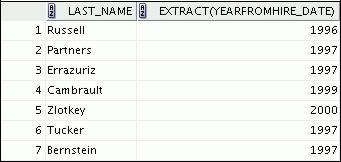 LAST_NAME EXTRACT(YEARFROMHIRE_DATE)
1 Russell 1996
2 Partners 1997
3 Errazuriz 1997
4 Cambrault 1999
5 Zlotkey 2000
6 Tucker 1997
7 Bernstein 1997